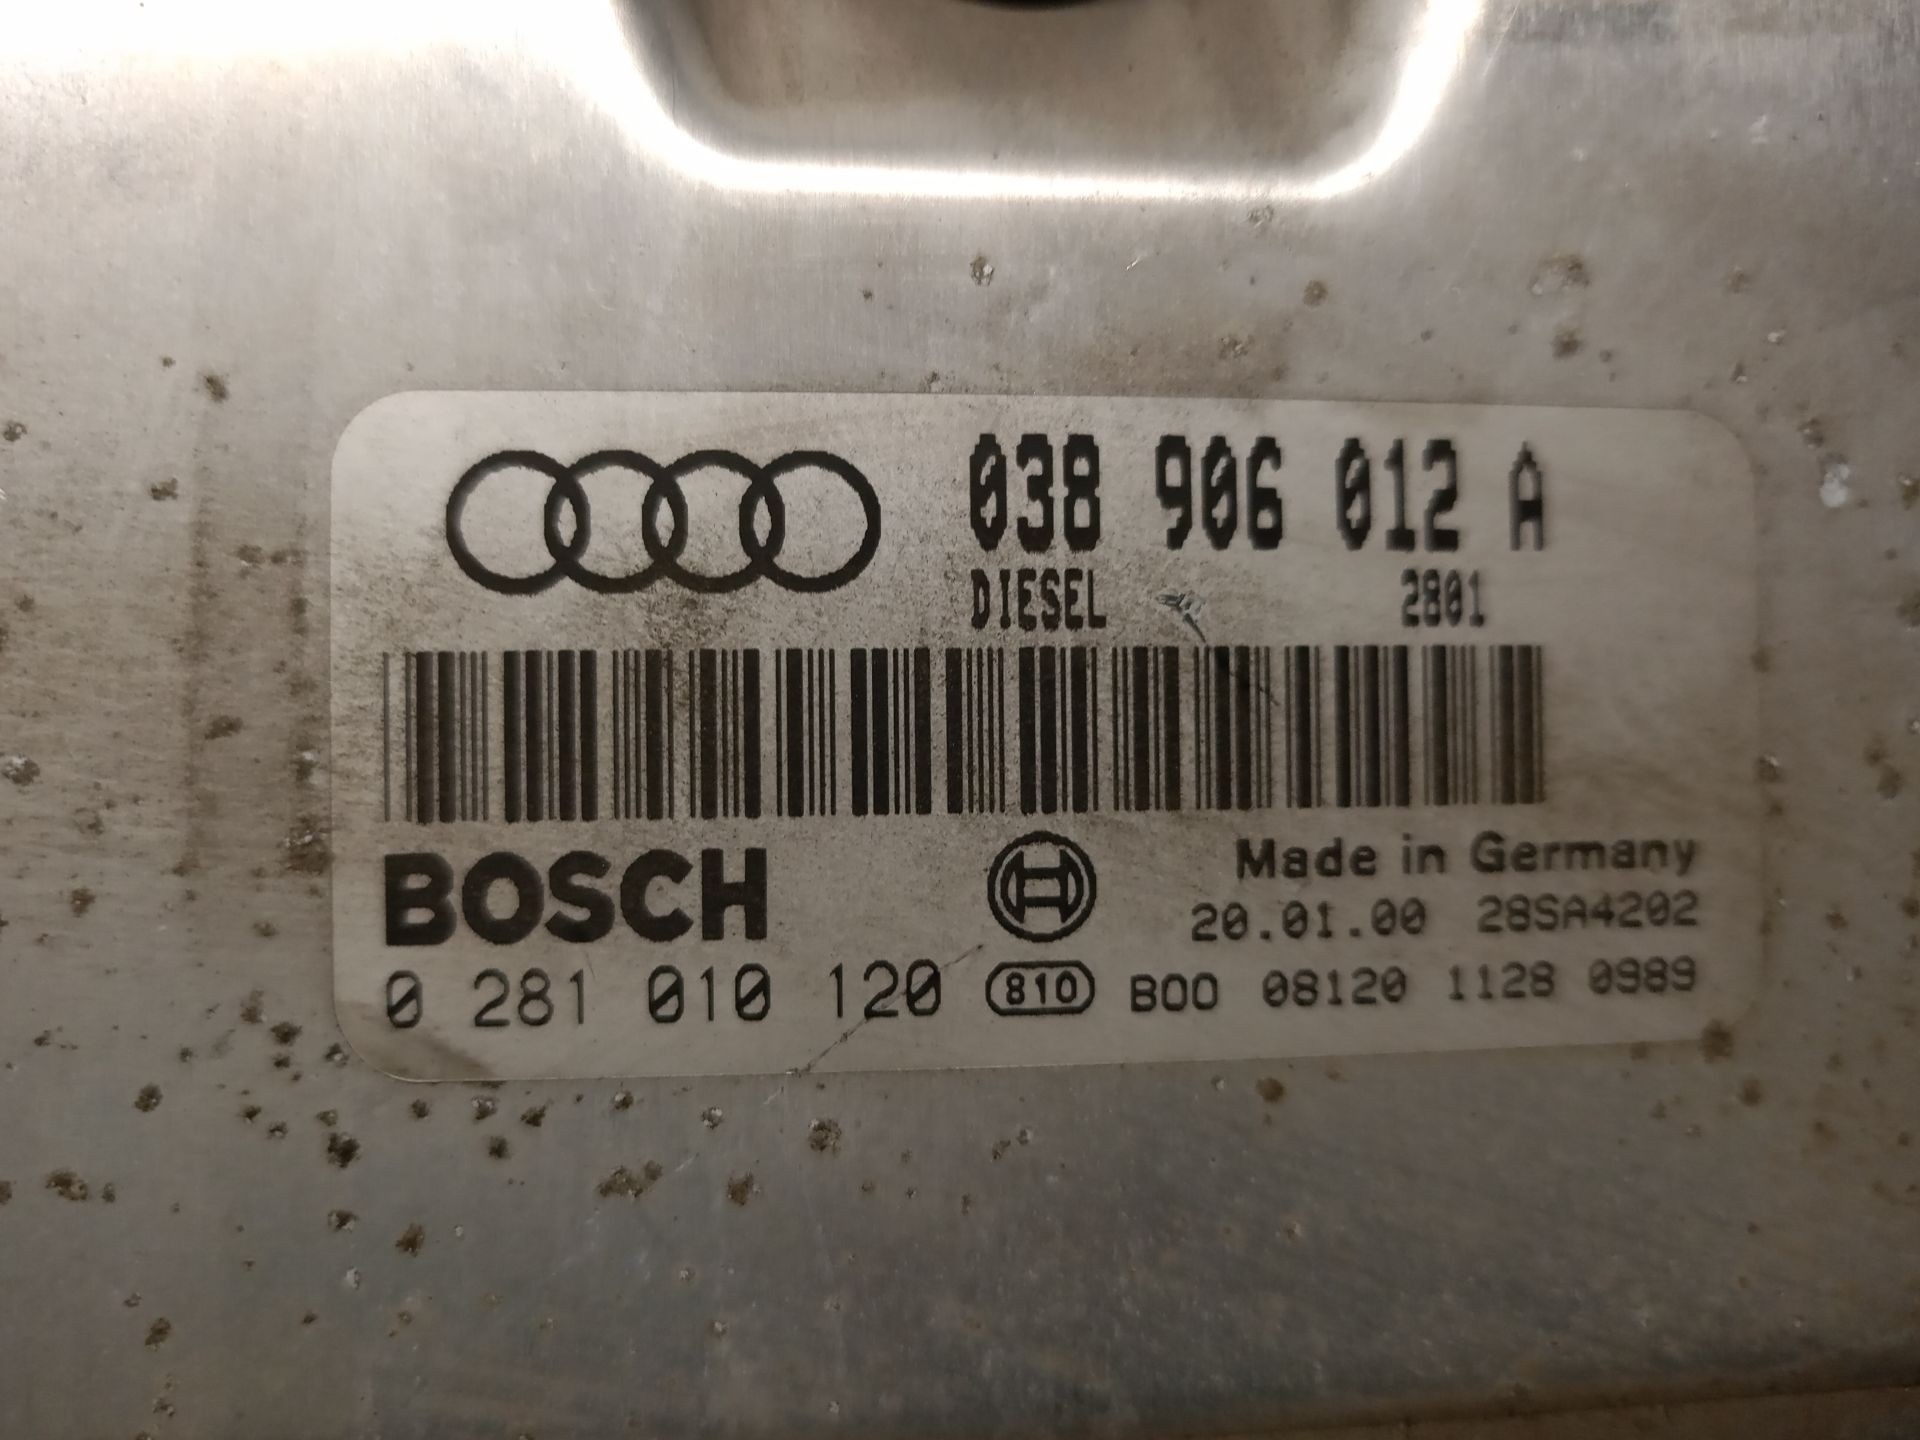 038 906 012 A
DIESEL 2801
BOSCH
Made in Germany
20.01.00 28SA4202
0 281 010 120 810 B00 08120 1128 0989